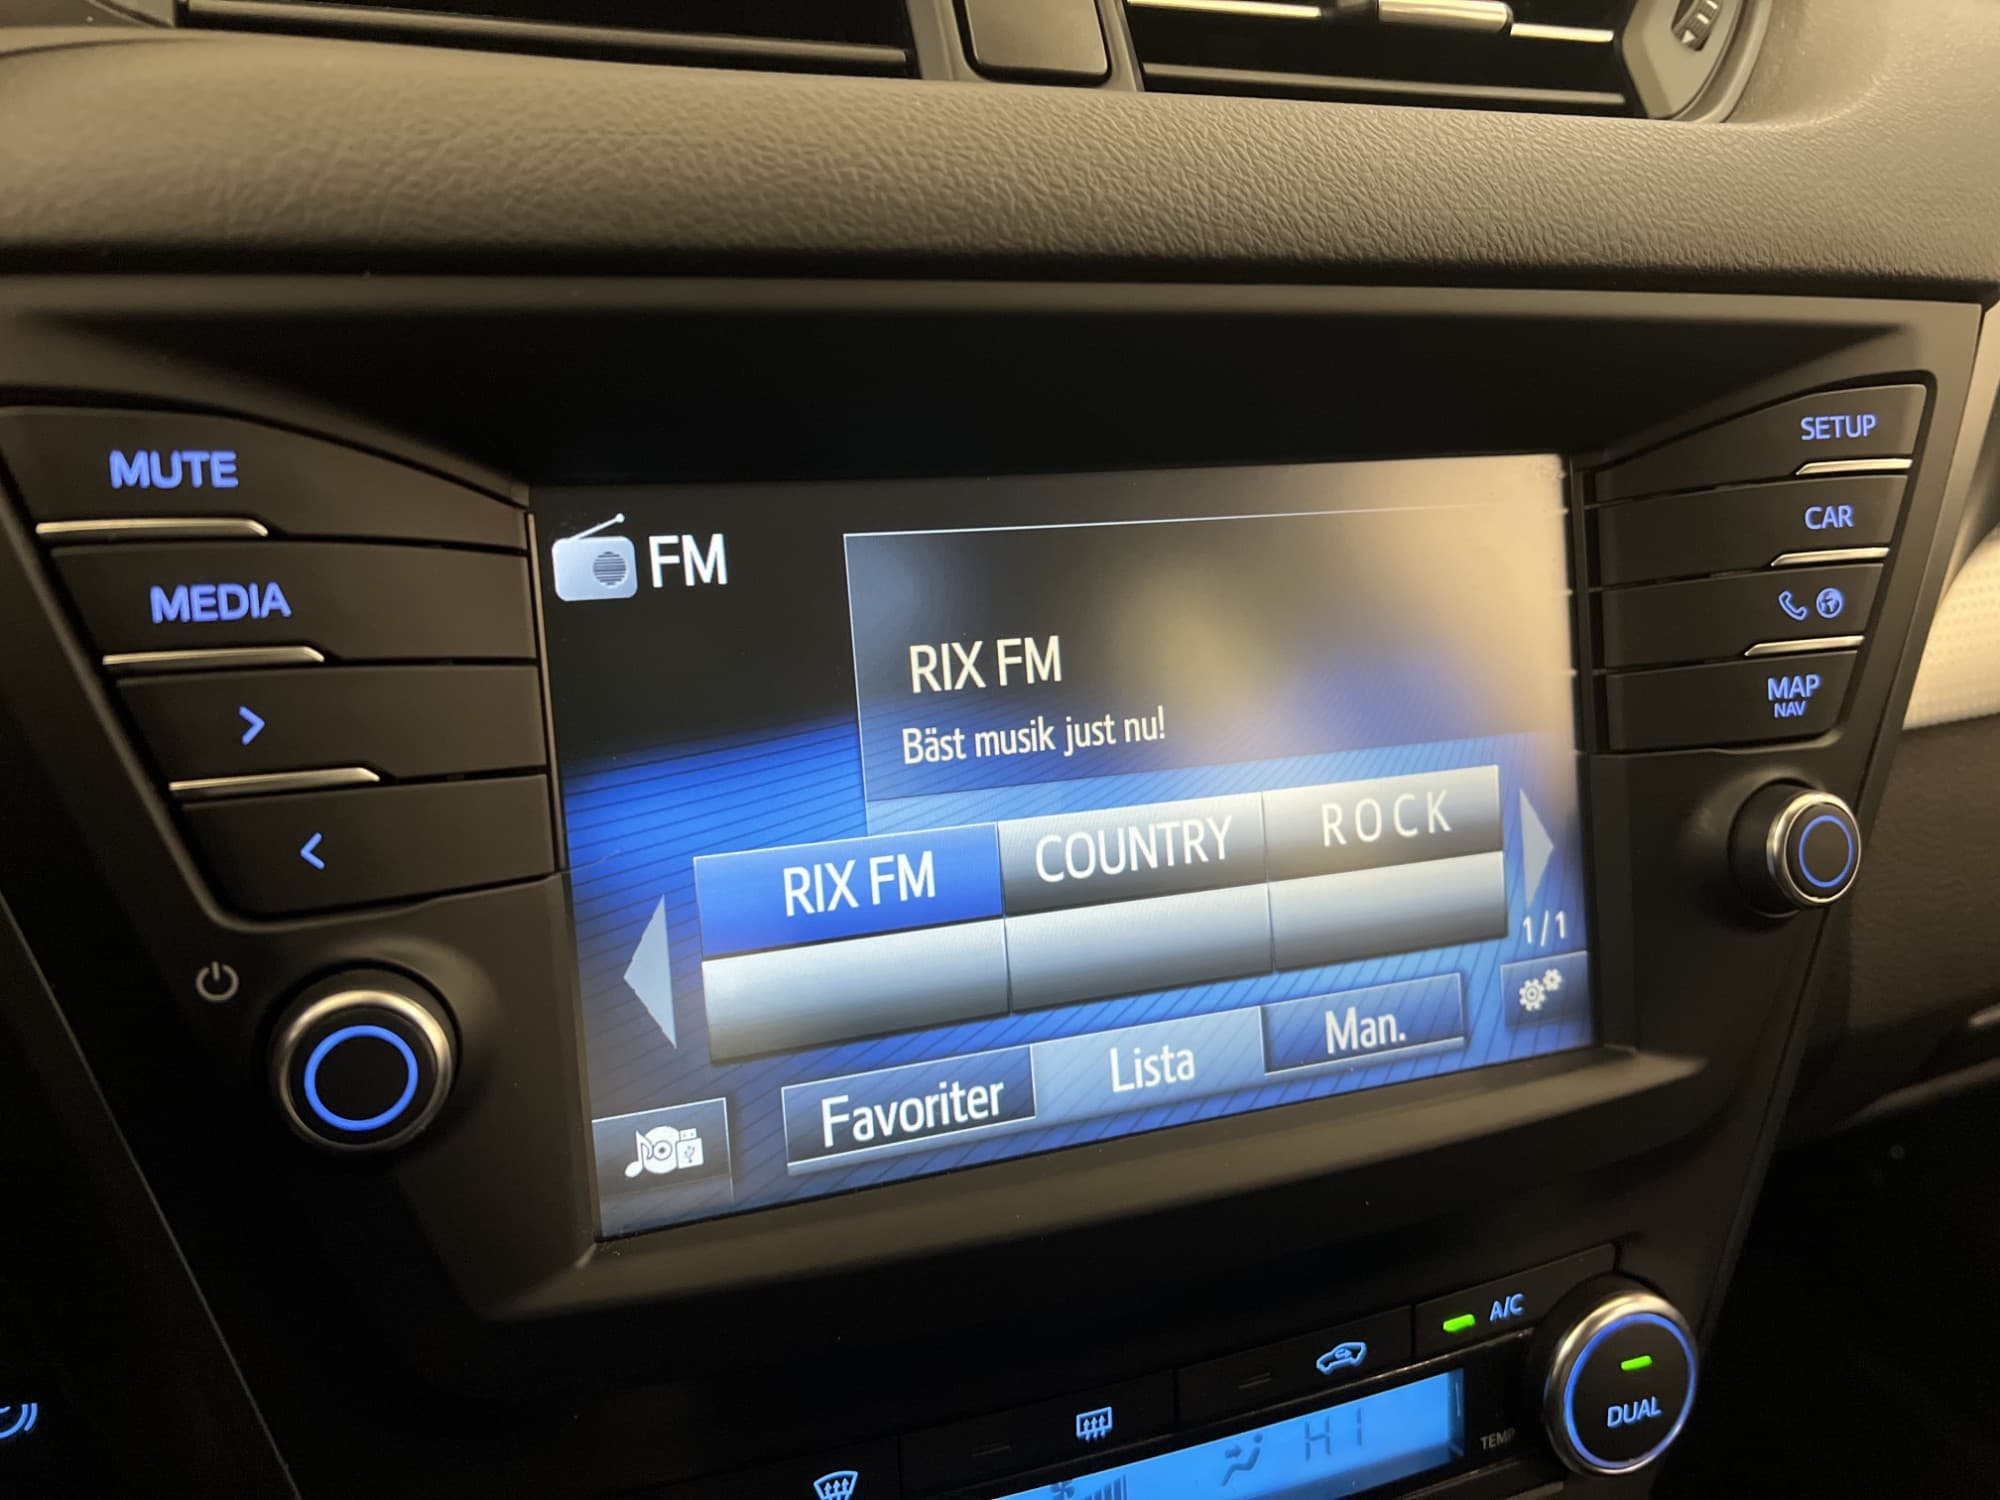 MUTE
MEDIA
>
<
FM
RIX FM
Bäst musik just nu!
RIX FM
COUNTRY
ROCK
1/1
Favoriter
Lista
Man.
SETUP
CAR
MAP
NAV
A/C
DUAL
TEMP
HI